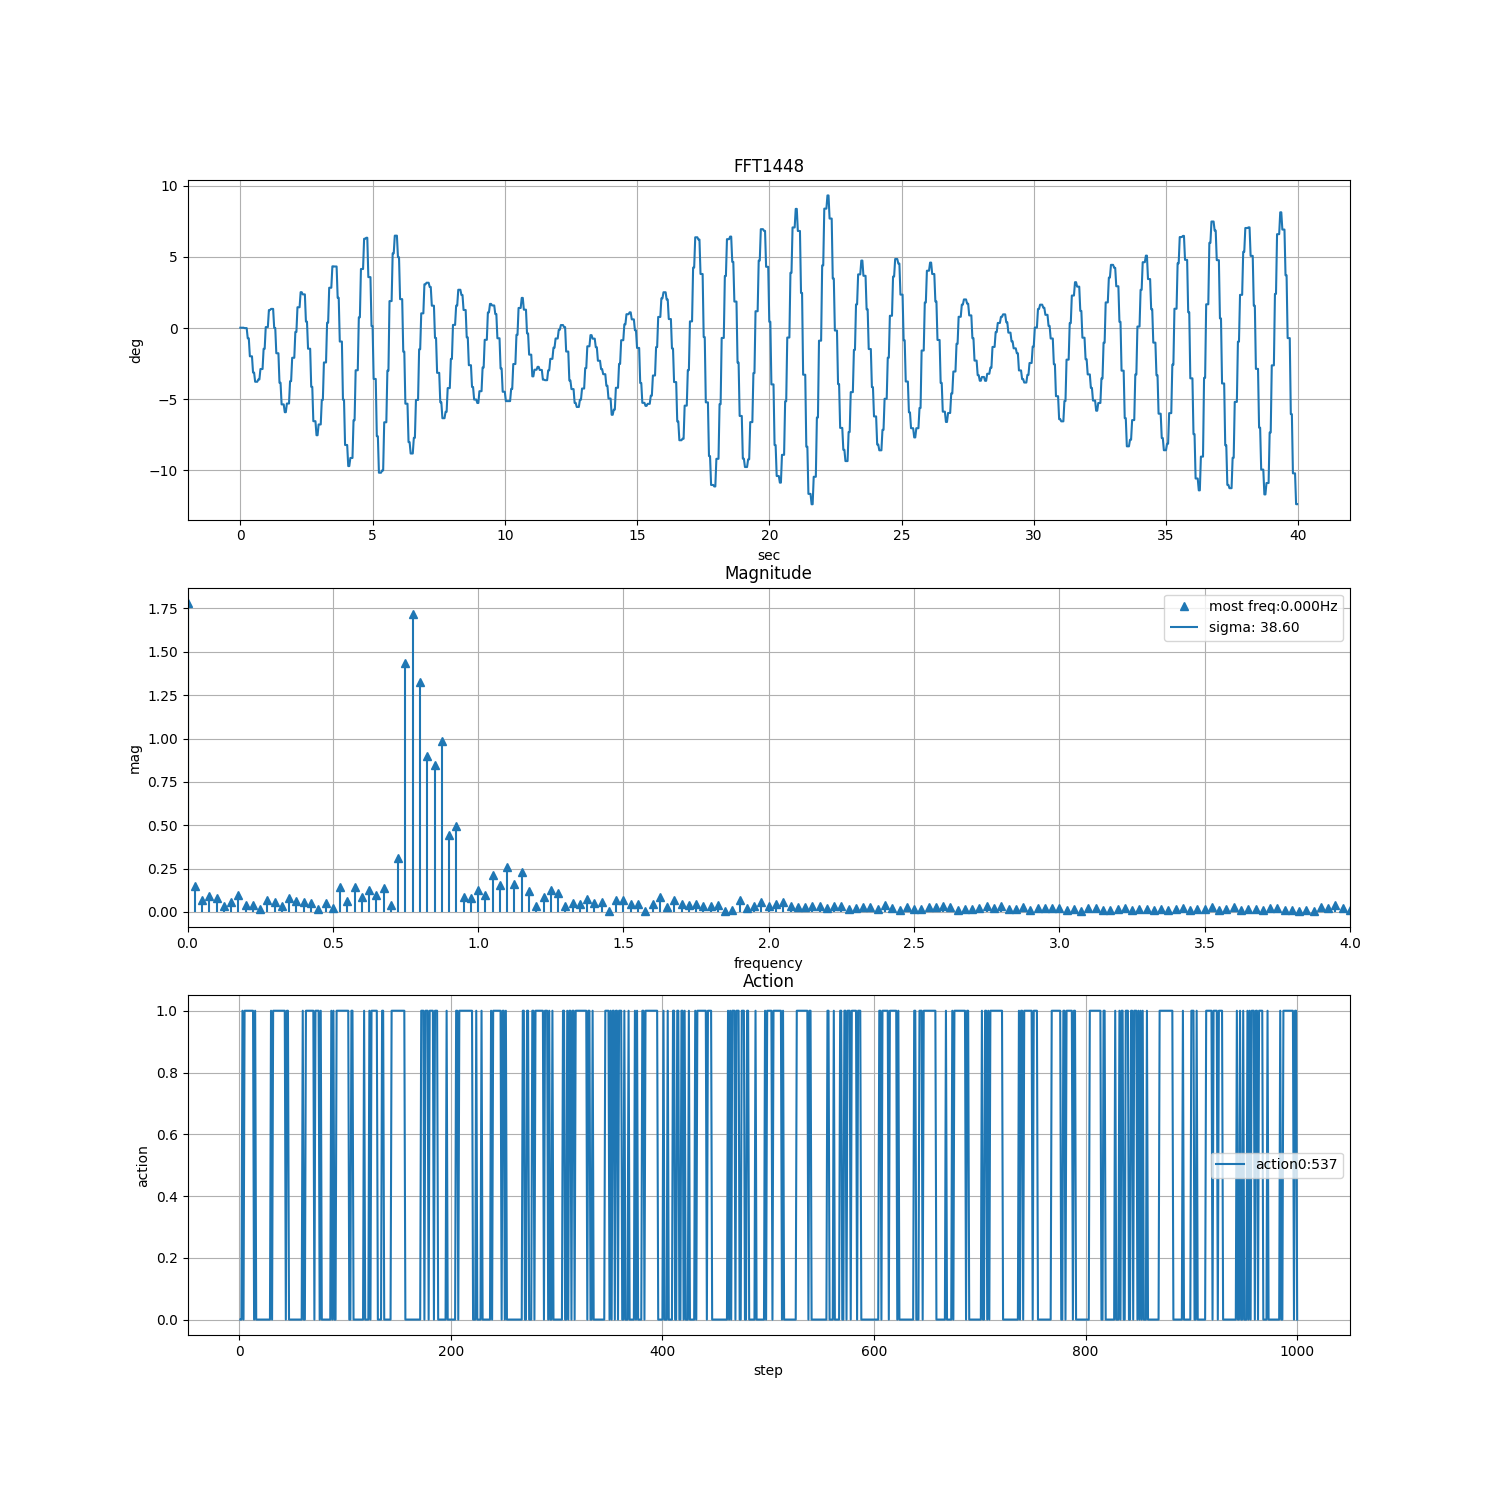 FFT1448
10
5
0
−5
−10
deg
0 5 10 15 20 25 30 35 40
sec
Magnitude
1.75
1.50
1.25
1.00
0.75
0.50
0.25
0.00
mag
most freq:0.000Hz
sigma: 38.60
0.0 0.5 1.0 1.5 2.0 2.5 3.0 3.5 4.0
frequency
Action
1.0
0.8
0.6
0.4
0.2
0.0
action
action0:537
0 200 400 600 800 1000
step